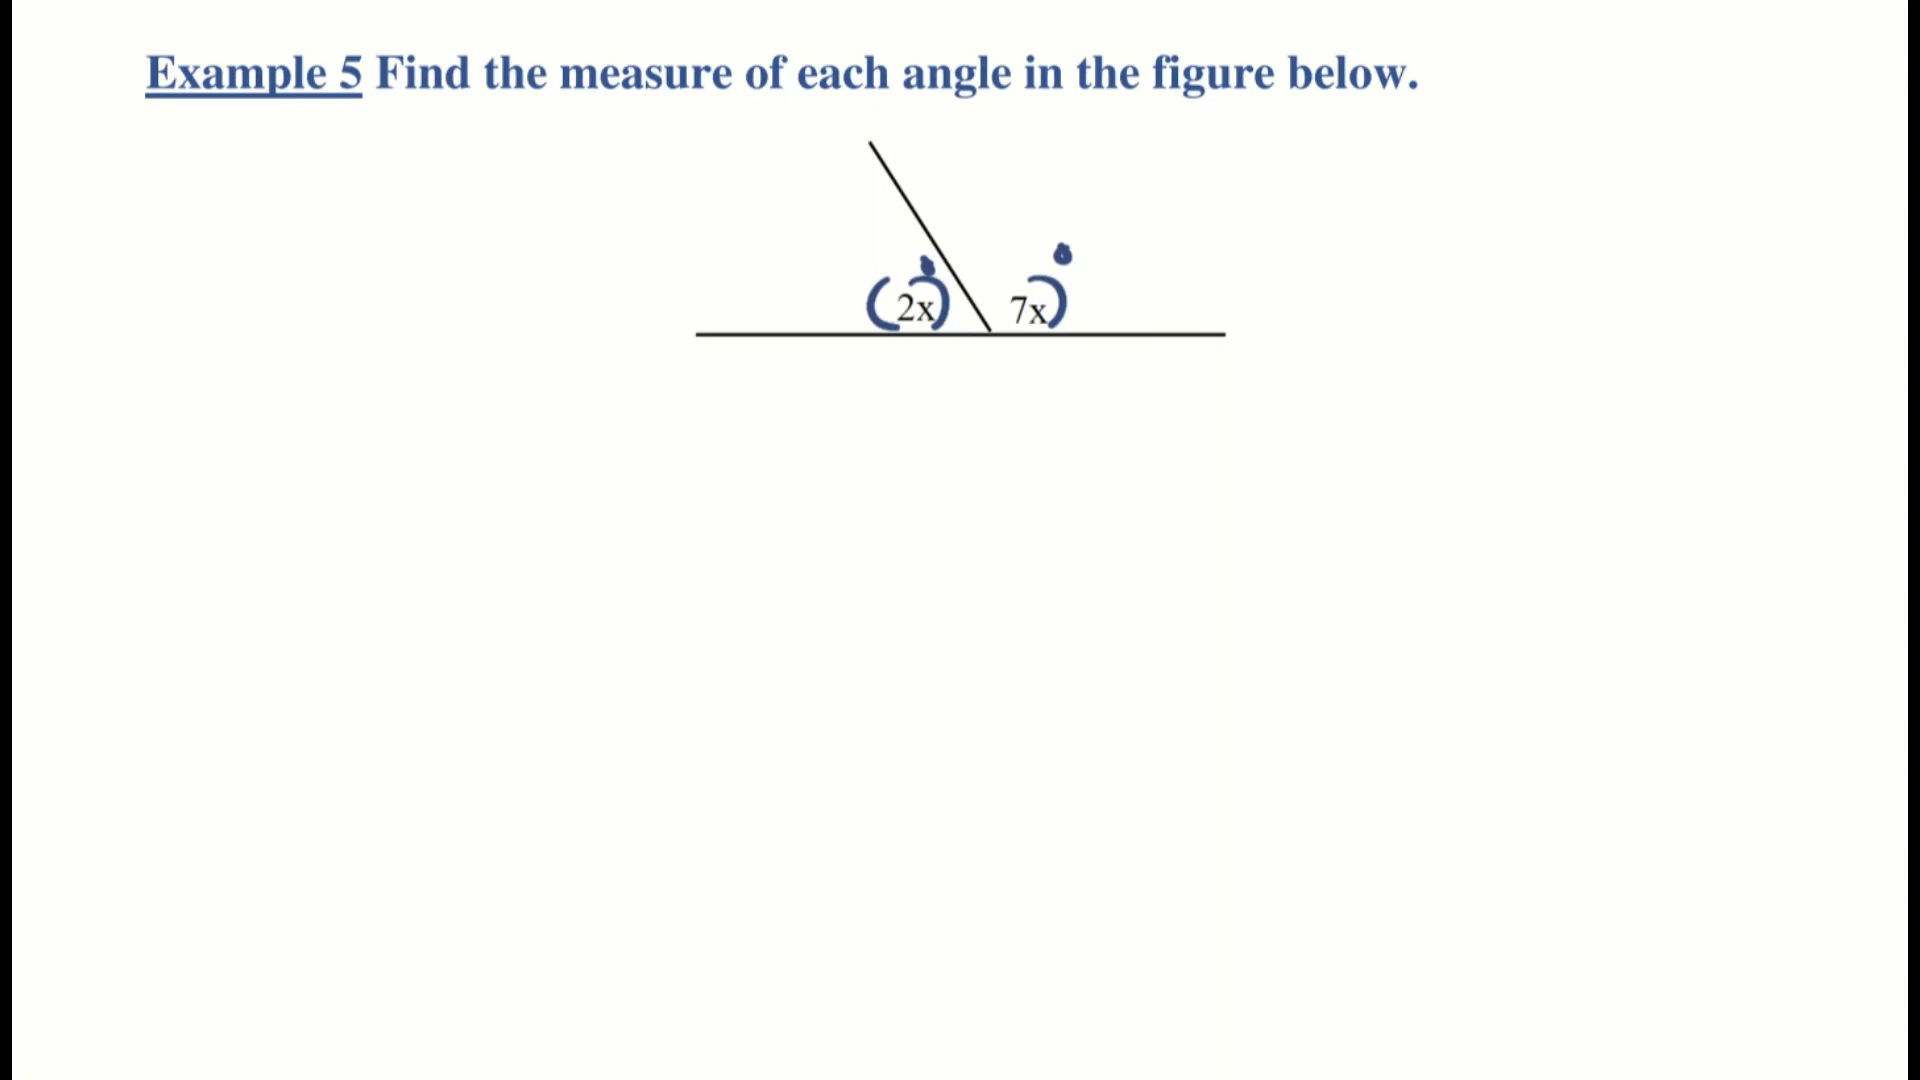 Example 5 Find the measure of each angle in the figure below.
(2x)° 7x)°